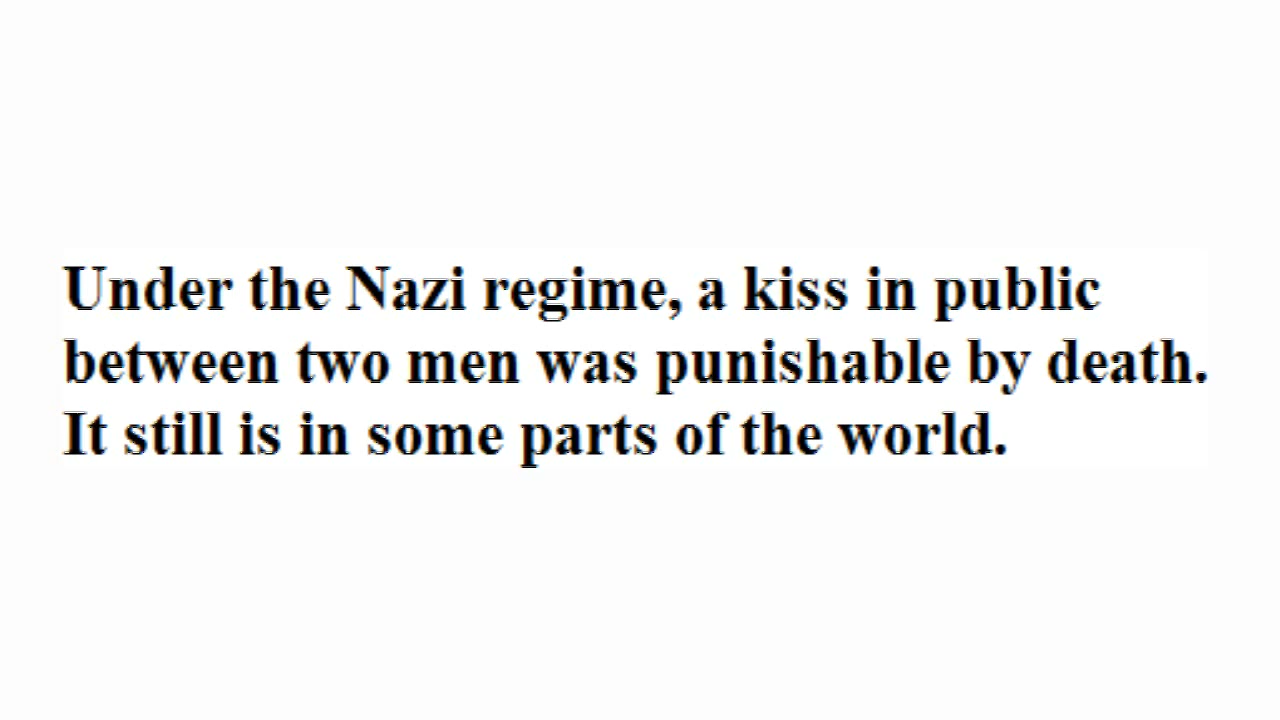 Under the Nazi regime, a kiss in public
between two men was punishable by death.
It still is in some parts of the world.